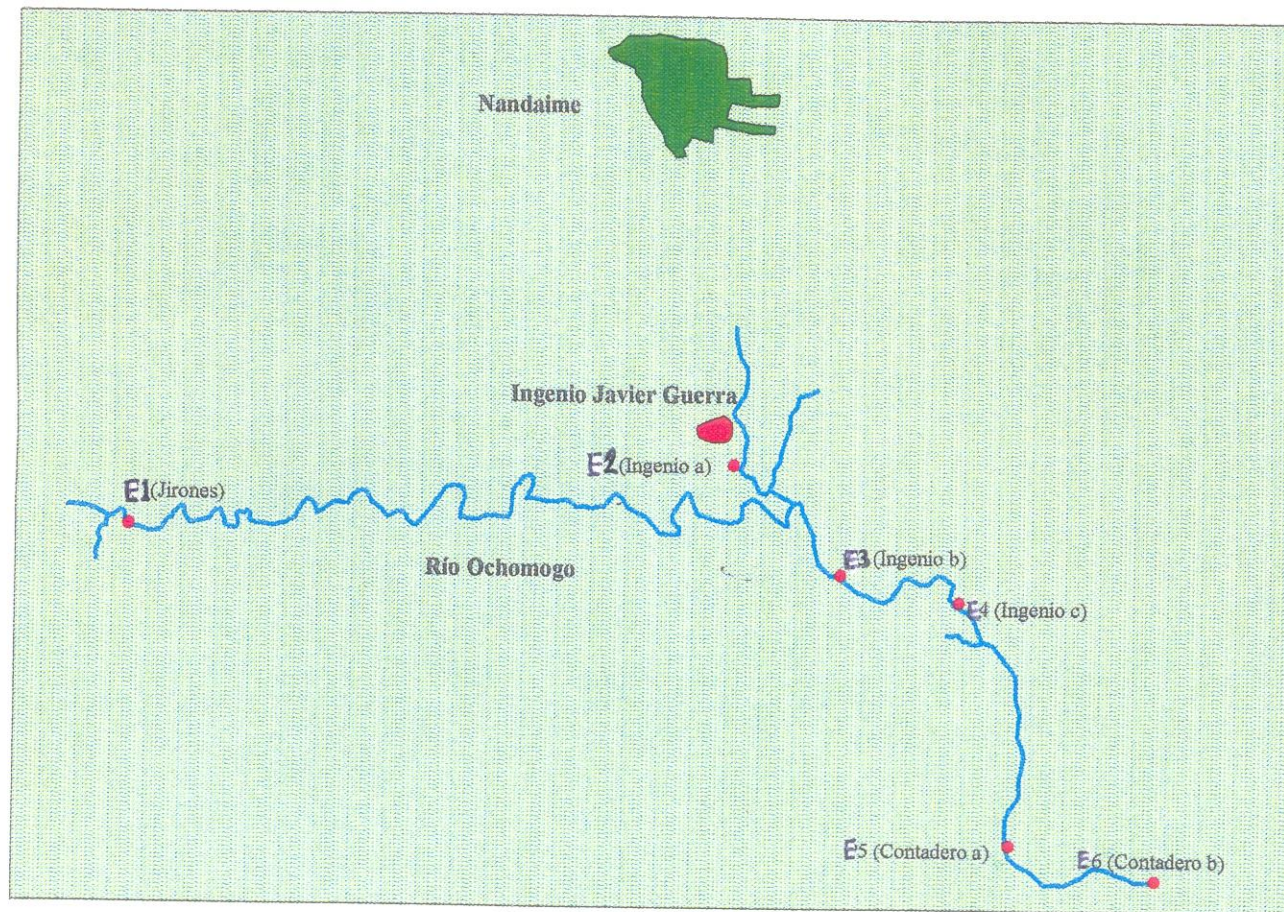 Nandaime
Ingenio Javier Guerra
E2 (Ingenio a)
E1 (Jirones)
Río Ochomogo
E3 (Ingenio b)
E4 (Ingenio c)
E5 (Contadero a)
E6 (Contadero b)